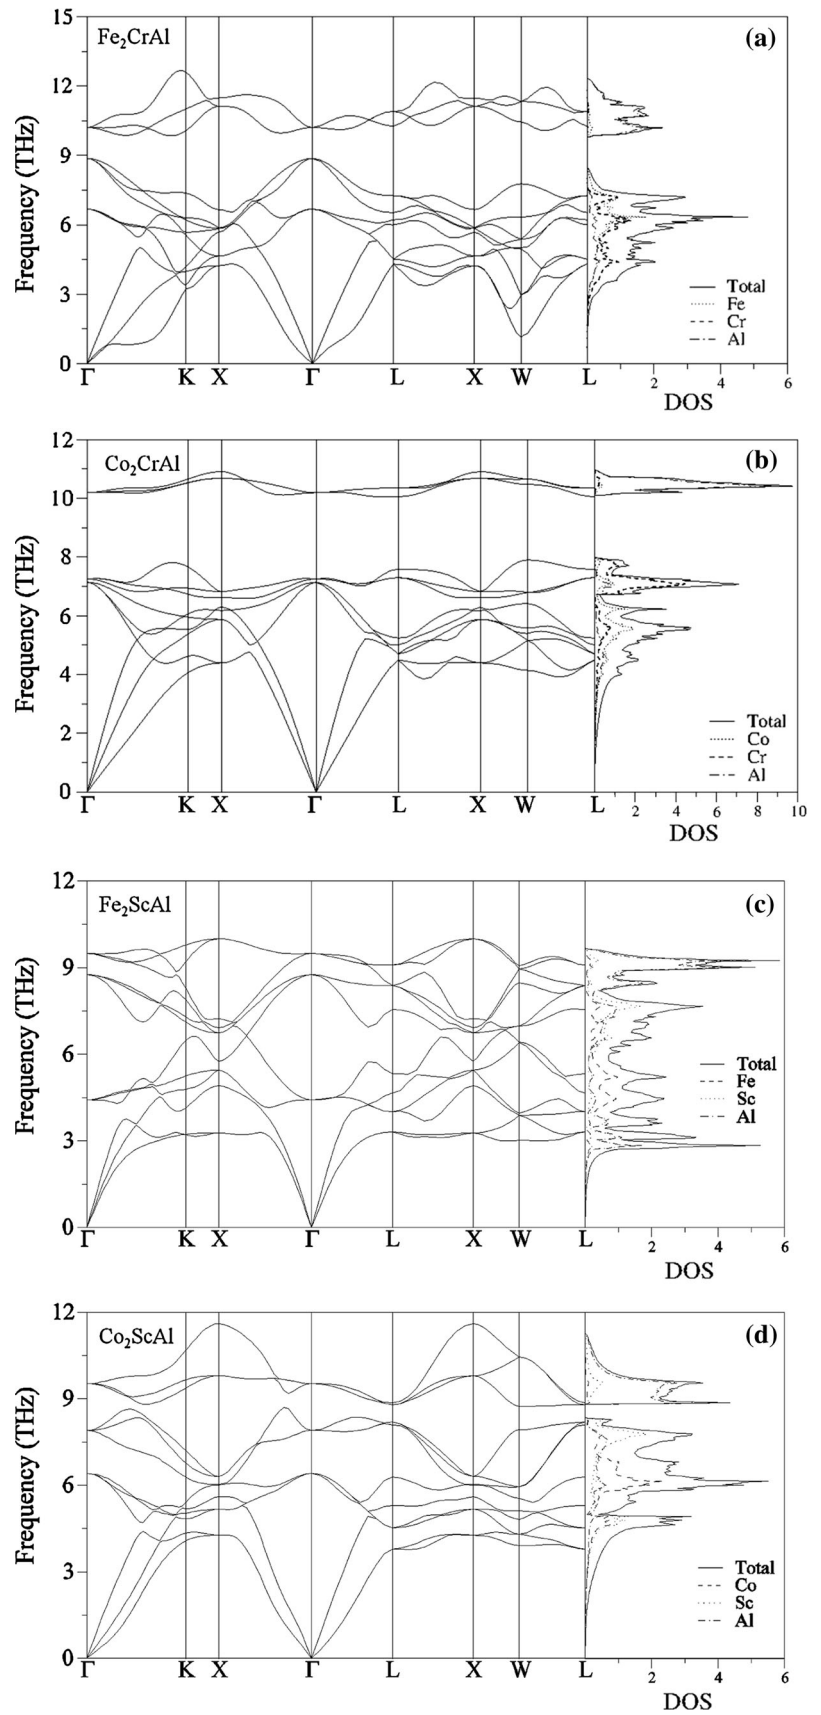 Fe₂CrAl
(a)
Frequency (THz)
15
12
9
6
3
0
Γ K X Γ L X W L
2 4 6
DOS
Total
Fe
Cr
Al
Co₂CrAl
(b)
Frequency (THz)
12
10
8
6
4
2
0
Γ K X Γ L X W L
2 4 6 8 10
DOS
Total
Co
Cr
Al
Fe₂ScAl
(c)
Frequency (THz)
12
9
6
3
0
Γ K X Γ L X W L
2 4 6
DOS
Total
Fe
Sc
Al
Co₂ScAl
(d)
Frequency (THz)
12
9
6
3
0
Γ K X Γ L X W L
2 4 6
DOS
Total
Co
Sc
Al